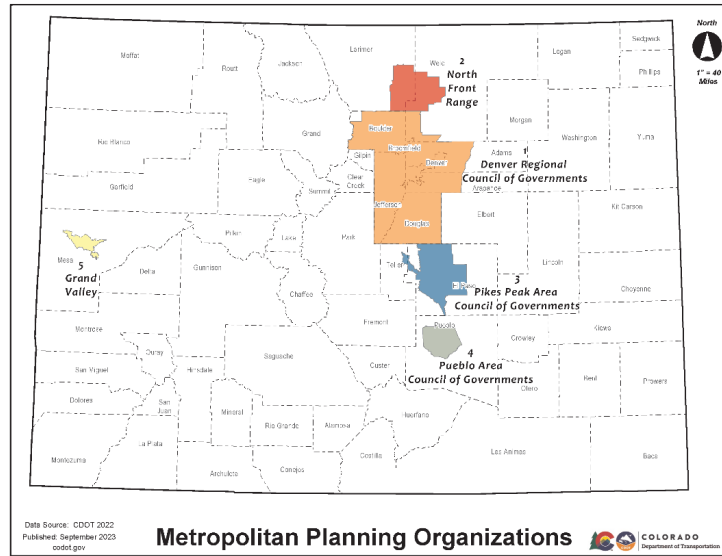 North
1" = 40
Miles
Moffat
Routt
Jackson
Larimer
2
North
Front
Range
Weld
Logan
Sedgwick
Phillips
Rio Blanco
Grand
Boulder
Morgan
Washington
Yuma
Gilpin
Broomfield
Denver
Adams
1
Denver Regional
Council of Governments
Garfield
Eagle
Summit
Clear
Creek
Arapahoe
Jefferson
Douglas
Elbert
Kit Carson
Mesa
5
Grand
Valley
Pitkin
Lake
Park
Lincoln
Delta
Gunnison
Chaffee
Teller
El Paso
3
Pikes Peak Area
Council of Governments
Cheyenne
Montrose
Fremont
Pueblo
Crowley
Kiowa
Ouray
San Miguel
Hinsdale
Saguache
Custer
4
Pueblo Area
Council of Governments
Otero
Bent
Prowers
Dolores
San
Juan
Mineral
Rio Grande
Alamosa
Huerfano
Montezuma
La Plata
Archuleta
Conejos
Costilla
Las Animas
Baca
Data Source: CDOT 2022
Published: September 2023
codot.gov
Metropolitan Planning Organizations
COLORADO
Department of Transportation